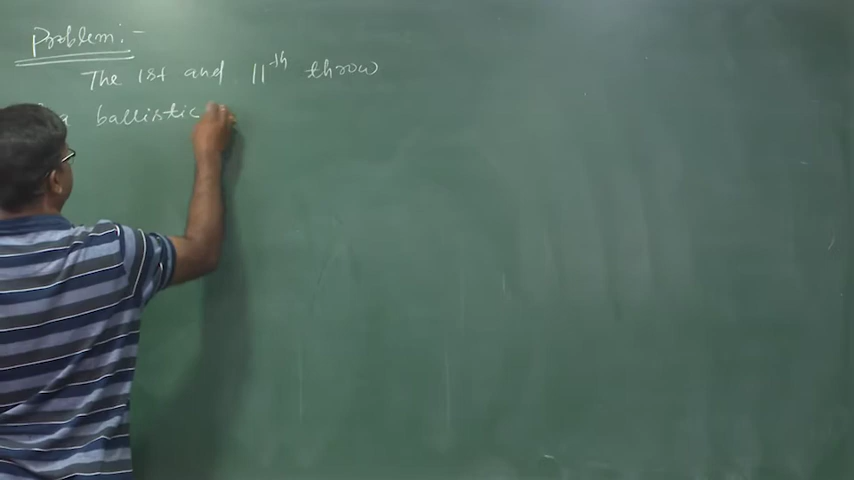 Problem:-
The 1st and 11th throw
a ballistic